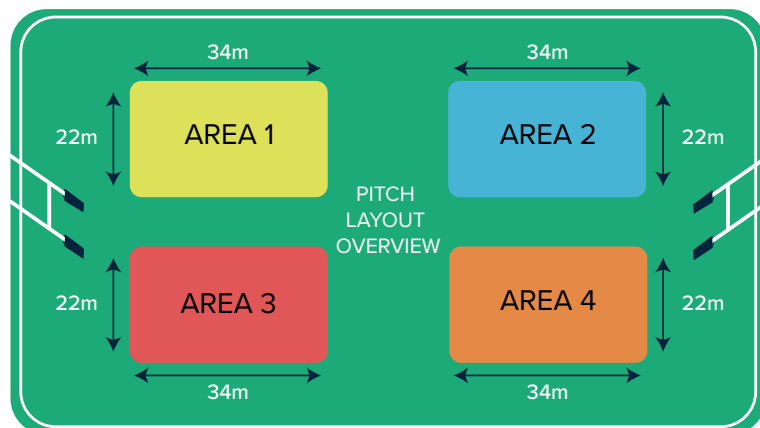 34m
34m
22m
AREA 1
AREA 2
22m
PITCH
LAYOUT
OVERVIEW
22m
AREA 3
AREA 4
22m
34m
34m